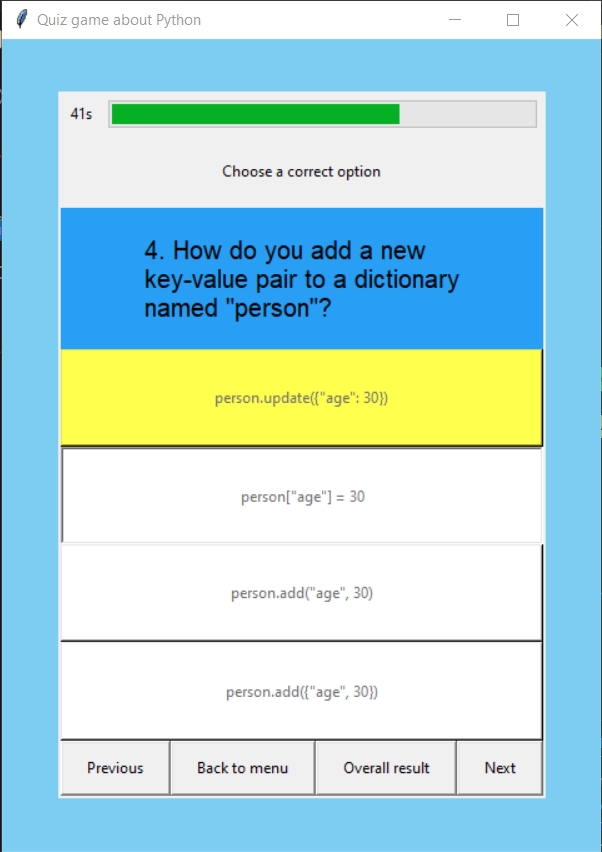 Quiz game about Python
41s
Choose a correct option
4. How do you add a new
key-value pair to a dictionary
named "person"?
person.update({"age": 30})
person["age"] = 30
person.add("age", 30)
person.add({"age", 30})
Previous
Back to menu
Overall result
Next